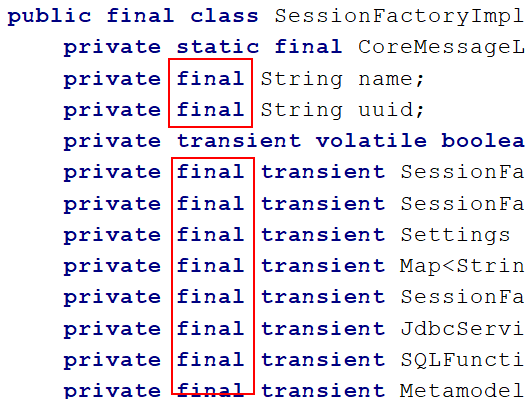 public final class SessionFactoryImpl
private static final CoreMessageL
private final String name;
private final String uuid;
private transient volatile boolea
private final transient SessionFa
private final transient SessionFa
private final transient Settings
private final transient Map<Strin
private final transient SessionFa
private final transient JdbcServi
private final transient SQLFuncti
private final transient Metamodel